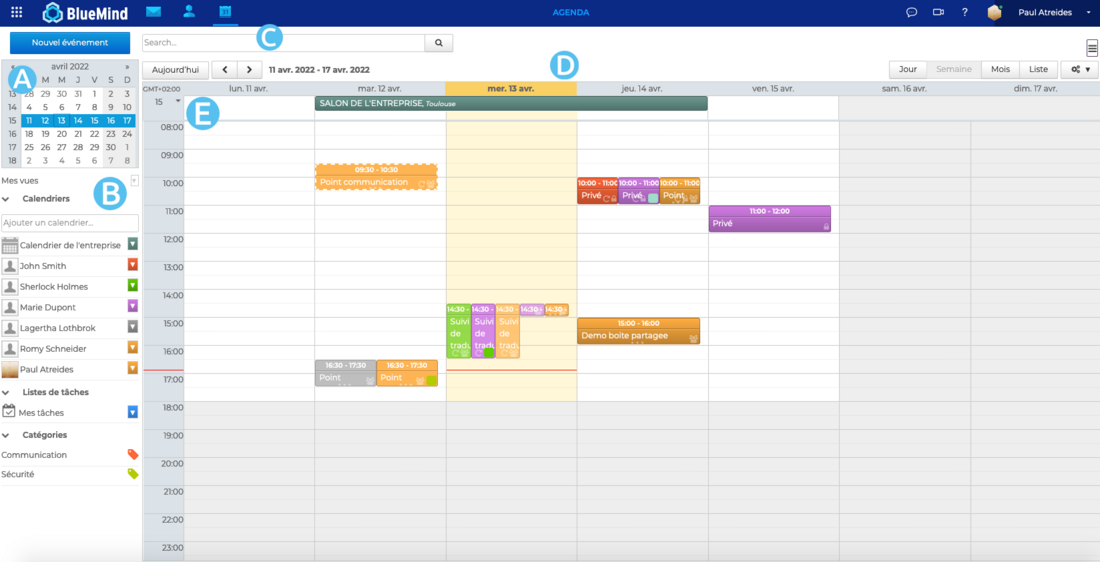 BlueMind
31
AGENDA
?
Paul Atreides
Nouvel événement
Search...
C
Aujourd'hui
11 avr. 2022 - 17 avr. 2022
D
Jour
Semaine
Mois
Liste
« avril 2022 »
A
M M J V S D
13 28 29 30 31 1 2 3
14 4 5 6 7 8 9 10
15 11 12 13 14 15 16 17
16 18 19 20 21 22 23 24
17 25 26 27 28 29 30 1
18 2 3 4 5 6 7 8
Mes vues
B
Calendriers
Ajouter un calendrier...
Calendrier de l'entreprise
John Smith
Sherlock Holmes
Marie Dupont
Lagertha Lothbrok
Romy Schneider
Paul Atreides
Listes de tâches
Mes tâches
Catégories
Communication
Sécurité
GMT+02:00
lun. 11 avr.
mar. 12 avr.
mer. 13 avr.
jeu. 14 avr.
ven. 15 avr.
sam. 16 avr.
dim. 17 avr.
15
E
SALON DE L'ENTREPRISE, Toulouse
08:00
09:00
09:30 - 10:30
Point communication
10:00
10:00 - 11:00
Privé
10:00 - 11:00
Privé
10:00 - 11:00
Point
11:00
11:00 - 12:00
Privé
12:00
13:00
14:00
14:30 -
Suivi
de
tradu
14:30 -
Suivi
de
tradu
14:30 -
Suivi
de
tradu
14:30 -
14:30 -
15:00
15:00 - 16:00
Demo boite partagee
16:00
16:30 - 17:30
Point
16:30 - 17:30
Point
17:00
18:00
19:00
20:00
21:00
22:00
23:00